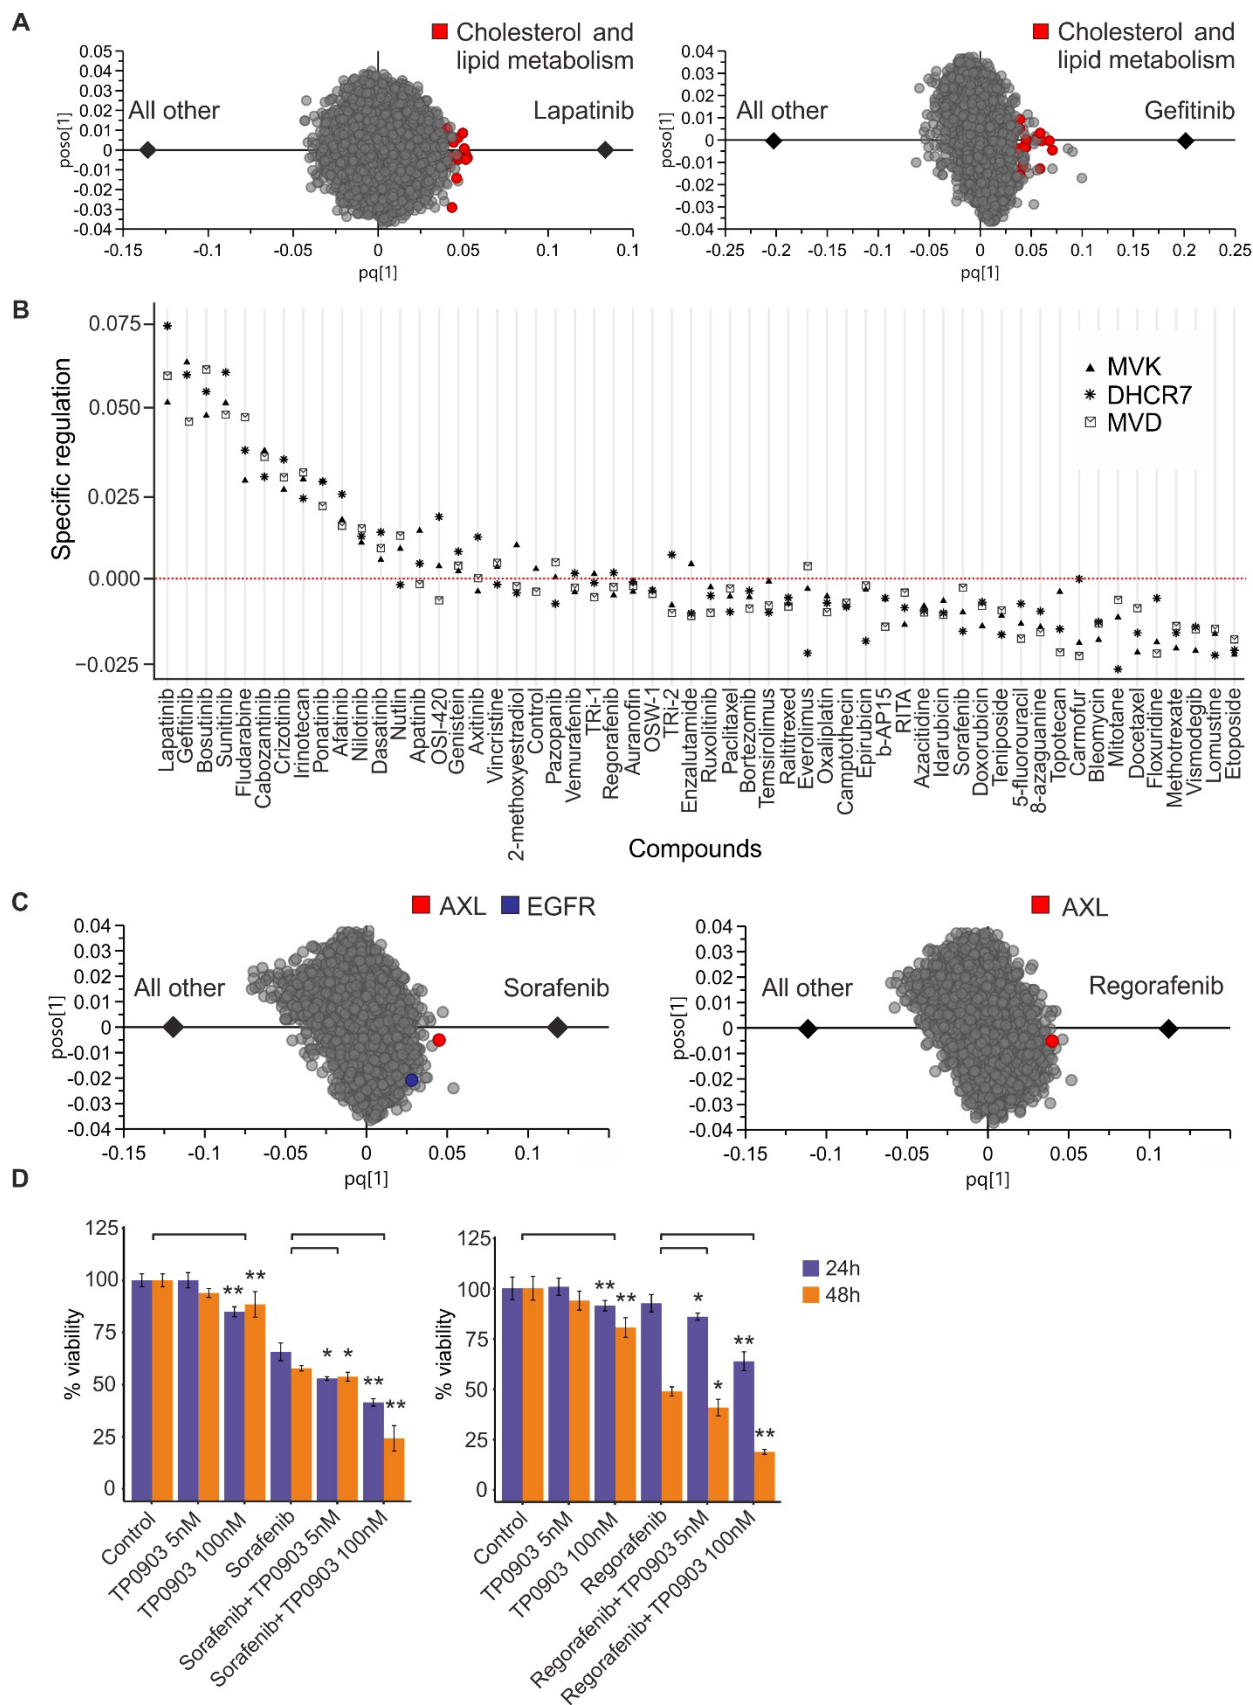 A
Cholesterol and
lipid metabolism
0.05
0.04
0.03
0.02
0.01
0
-0.01
-0.02
-0.03
-0.04
poso[1]
All other
Lapatinib
-0.15
-0.1
-0.05
0
0.05
0.1
0.1
pq[1]
Cholesterol and
lipid metabolism
0.04
0.03
0.02
0.01
0
-0.01
-0.02
-0.03
-0.04
poso[1]
All other
Gefitinib
-0.25
-0.2
-0.15
-0.1
-0.05
0
0.05
0.1
0.15
0.2
0.25
pq[1]
B
Specific regulation
0.075
0.050
0.025
0.000
−0.025
MVK
DHCR7
MVD
Lapatinib
Geftinib
Bosutinib
Sunitinib
Fludarabine
Cabozantinib
Crizotinib
Irinotecan
Ponatinib
Afatinib
Nilotinib
Dasatinib
Nutlin
Apatinib
OSI-420
Genistein
Axitinib
Vincristine
2-methoxyestradiol
Control
Pazopanib
Vemurafenib
TRi-1
Regorafenib
Auranofin
OSW-1
TRi-2
Enzalutamide
Ruxolitinib
Paclitaxel
Bortezomib
Temsirolimus
Raltitrexed
Everolimus
Oxaliplatin
Camptothecin
Epirubicin
b-AP15
RITA
Azacitidine
Idarubicin
Sorafenib
Doxorubicin
Teniposide
5-fluorouracil
8-azaguanine
Topotecan
Carmofur
Bleomycin
Mitotane
Docetaxel
Floxuridine
Methotrexate
Vismodegib
Lomustine
Etoposide
Compounds
C
AXL EGFR
0.04
0.03
0.02
0.01
0
-0.01
-0.02
-0.03
-0.04
poso[1]
All other
Sorafenib
-0.15
-0.1
-0.05
0
0.05
0.1
pq[1]
AXL
0.04
0.03
0.02
0.01
0
-0.01
-0.02
-0.03
-0.04
poso[1]
All other
Regorafenib
-0.15
-0.1
-0.05
0
0.05
0.1
pq[1]
D
% viability
125
100
75
50
25
0
**
**
*
*
**
**
Control
TP0903 5nM
TP0903 100nM
Sorafenib
Sorafenib+ TP0903 5nM
Sorafenib+ TP0903 100nM
% viability
125
100
75
50
25
0
**
**
*
*
**
**
Control
TP0903 5nM
TP0903 100nM
Regorafenib
Regorafenib+ TP0903 5nM
Regorafenib+ TP0903 100nM
24h
48h